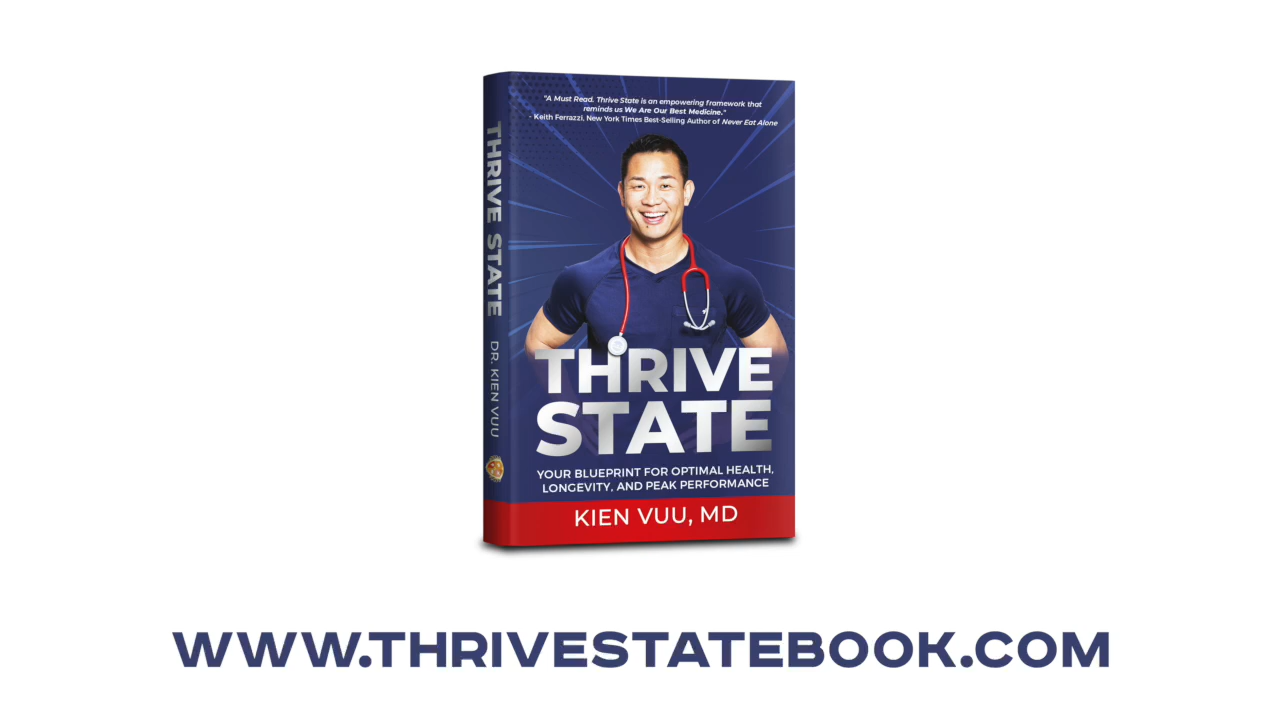 "A Must Read. Thrive State is an empowering framework that
reminds us We Are Our Best Medicine."
- Keith Ferrazzi, New York Times Best-Selling Author of Never Eat Alone
THRIVE STATE
DR. KIEN VUU
THRIVE
STATE
YOUR BLUEPRINT FOR OPTIMAL HEALTH,
LONGEVITY, AND PEAK PERFORMANCE
KIEN VUU, MD
WWW.THRIVESTATEBOOK.COM